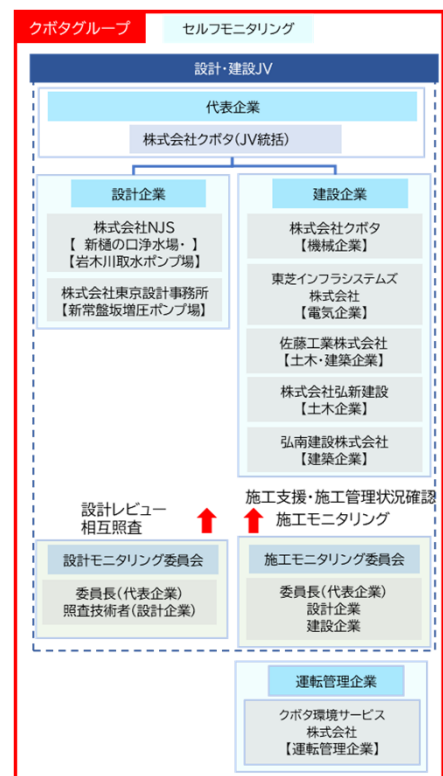 クボタグループ
セルフモニタリング
設計・建設JV
代表企業
株式会社クボタ(JV統括)
設計企業
株式会社NJS
【 新樋の口浄水場・ 】
【岩木川取水ポンプ場】
株式会社東京設計事務所
【新常盤坂増圧ポンプ場】
建設企業
株式会社クボタ
【機械企業】
東芝インフラシステムズ
株式会社
【電気企業】
佐藤工業株式会社
【土木・建築企業】
株式会社弘新建設
【土木企業】
弘南建設株式会社
【建築企業】
設計レビュー
相互照査
施工支援・施工管理状況確認
施工モニタリング
設計モニタリング委員会
委員長(代表企業)
照査技術者(設計企業)
施工モニタリング委員会
委員長(代表企業)
設計企業
建設企業
運転管理企業
クボタ環境サービス
株式会社
【運転管理企業】